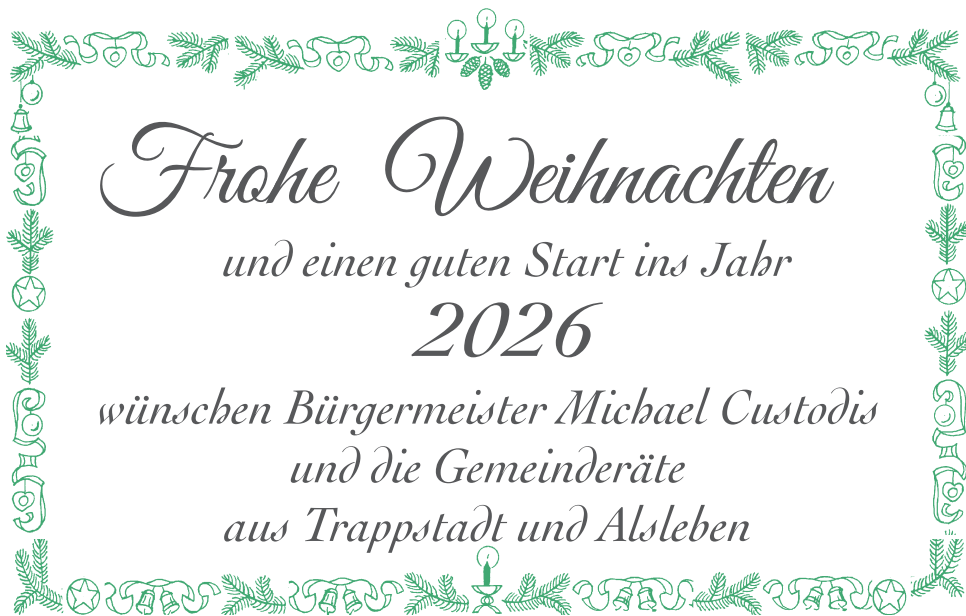 Frohe Weihnachten
und einen guten Start ins Jahr
2026
wünschen Bürgermeister Michael Custodis
und die Gemeinderäte
aus Trappstadt und Alsleben